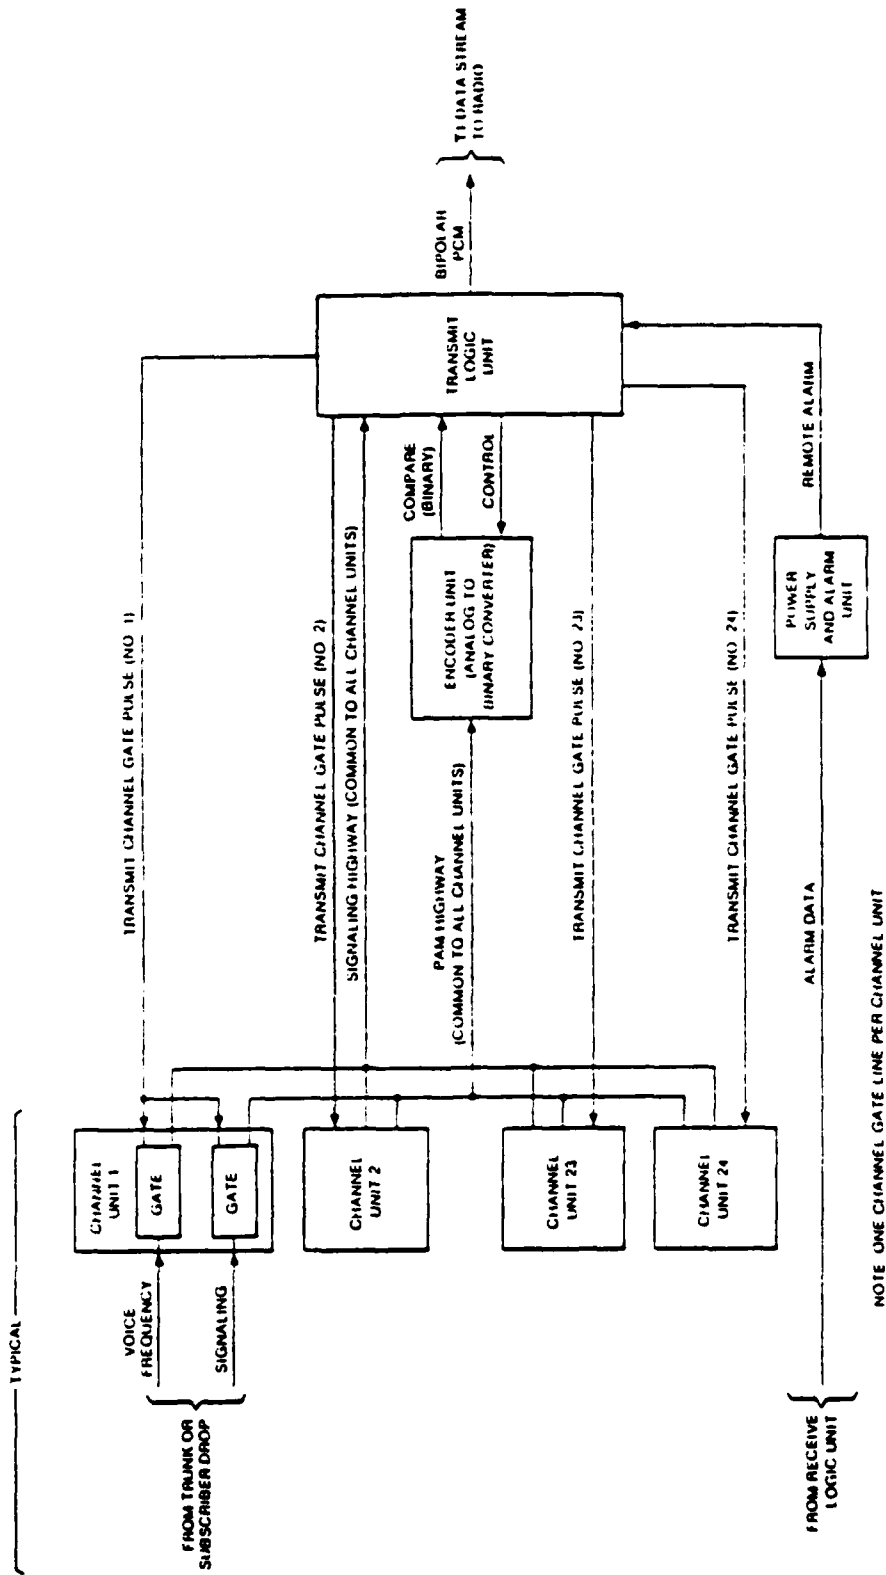 TYPICAL
FROM TRUNK OR
SUBSCRIBER DROP
VOICE
FREQUENCY
SIGNALING
CHANNEL
UNIT 1
GATE
GATE
CHANNEL
UNIT 2
CHANNEL
UNIT 23
CHANNEL
UNIT 24
TRANSMIT CHANNEL GATE PULSE (NO 1)
TRANSMIT CHANNEL GATE PULSE (NO 2)
SIGNALING HIGHWAY (COMMON TO ALL CHANNEL UNITS)
PAM HIGHWAY
(COMMON TO ALL CHANNEL UNITS)
TRANSMIT CHANNEL GATE PULSE (NO 23)
TRANSMIT CHANNEL GATE PULSE (NO 24)
ENCODER UNIT
(ANALOG TO
BINARY CONVERTER)
COMPARE
(BINARY)
CONTROL
TRANSMIT
LOGIC
UNIT
BIPOLAR
PCM
T1 DATA STREAM
TO RADIO
FROM RECEIVE
LOGIC UNIT
ALARM DATA
POWER
SUPPLY
AND ALARM
UNIT
REMOTE ALARM
NOTE ONE CHANNEL GATE LINE PER CHANNEL UNIT